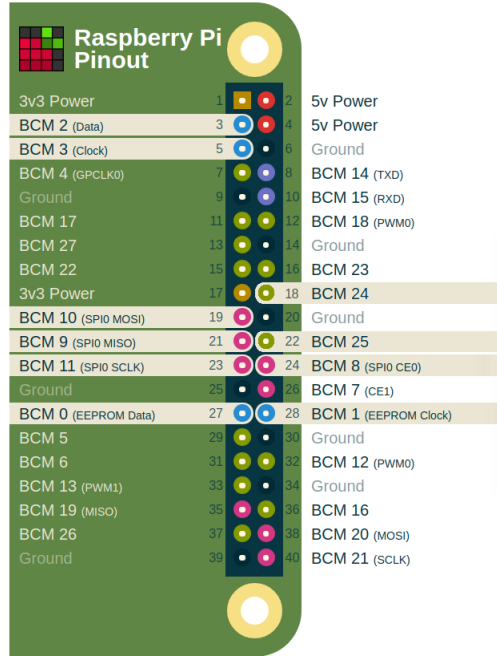 Raspberry Pi
Pinout
3v3 Power 1 2 5v Power
BCM 2 (Data) 3 4 5v Power
BCM 3 (Clock) 5 6 Ground
BCM 4 (GPCLK0) 7 8 BCM 14 (TXD)
Ground 9 10 BCM 15 (RXD)
BCM 17 11 12 BCM 18 (PWM0)
BCM 27 13 14 Ground
BCM 22 15 16 BCM 23
3v3 Power 17 18 BCM 24
BCM 10 (SPI0 MOSI) 19 20 Ground
BCM 9 (SPI0 MISO) 21 22 BCM 25
BCM 11 (SPI0 SCLK) 23 24 BCM 8 (SPI0 CE0)
Ground 25 26 BCM 7 (CE1)
BCM 0 (EEPROM Data) 27 28 BCM 1 (EEPROM Clock)
BCM 5 29 30 Ground
BCM 6 31 32 BCM 12 (PWM0)
BCM 13 (PWM1) 33 34 Ground
BCM 19 (MISO) 35 36 BCM 16
BCM 26 37 38 BCM 20 (MOSI)
Ground 39 40 BCM 21 (SCLK)